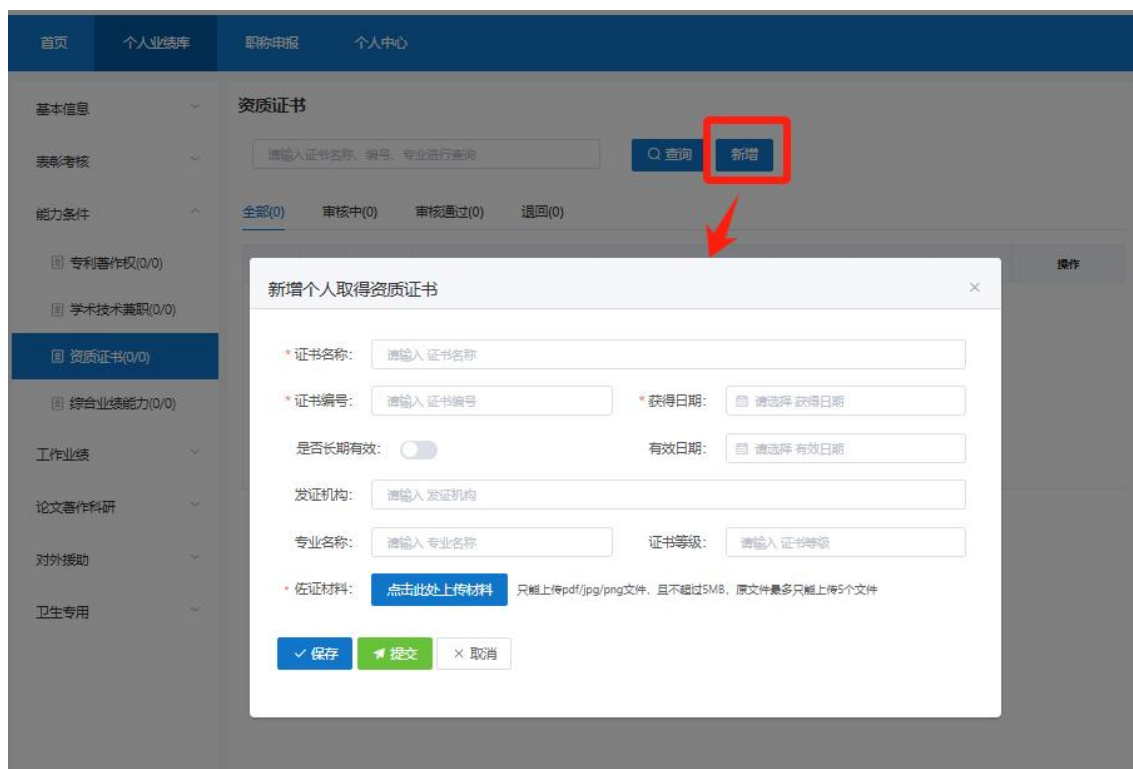 首页 个人业绩库 职称申报 个人中心
基本信息
表彰考核
能力条件
专利著作权(0/0)
学术技术兼职(0/0)
资质证书(0/0)
综合业绩能力(0/0)
工作业绩
论文著作科研
对外援助
卫生专用
资质证书
请输入证书名称、编号、专业进行查询 查询 新增
全部(0) 审核中(0) 审核通过(0) 退回(0)
操作
新增个人取得资质证书
* 证书名称: 请输入 证书名称
* 证书编号: 请输入 证书编号 * 获得日期: 请选择 获得日期
是否长期有效: 有效日期: 请选择 有效日期
发证机构: 请输入 发证机构
专业名称: 请输入 专业名称 证书等级: 请输入 证书等级
* 佐证材料: 点击此处上传材料 只能上传pdf/jpg/png文件, 且不超过5MB, 原文件最多只能上传5个文件
保存 提交 取消